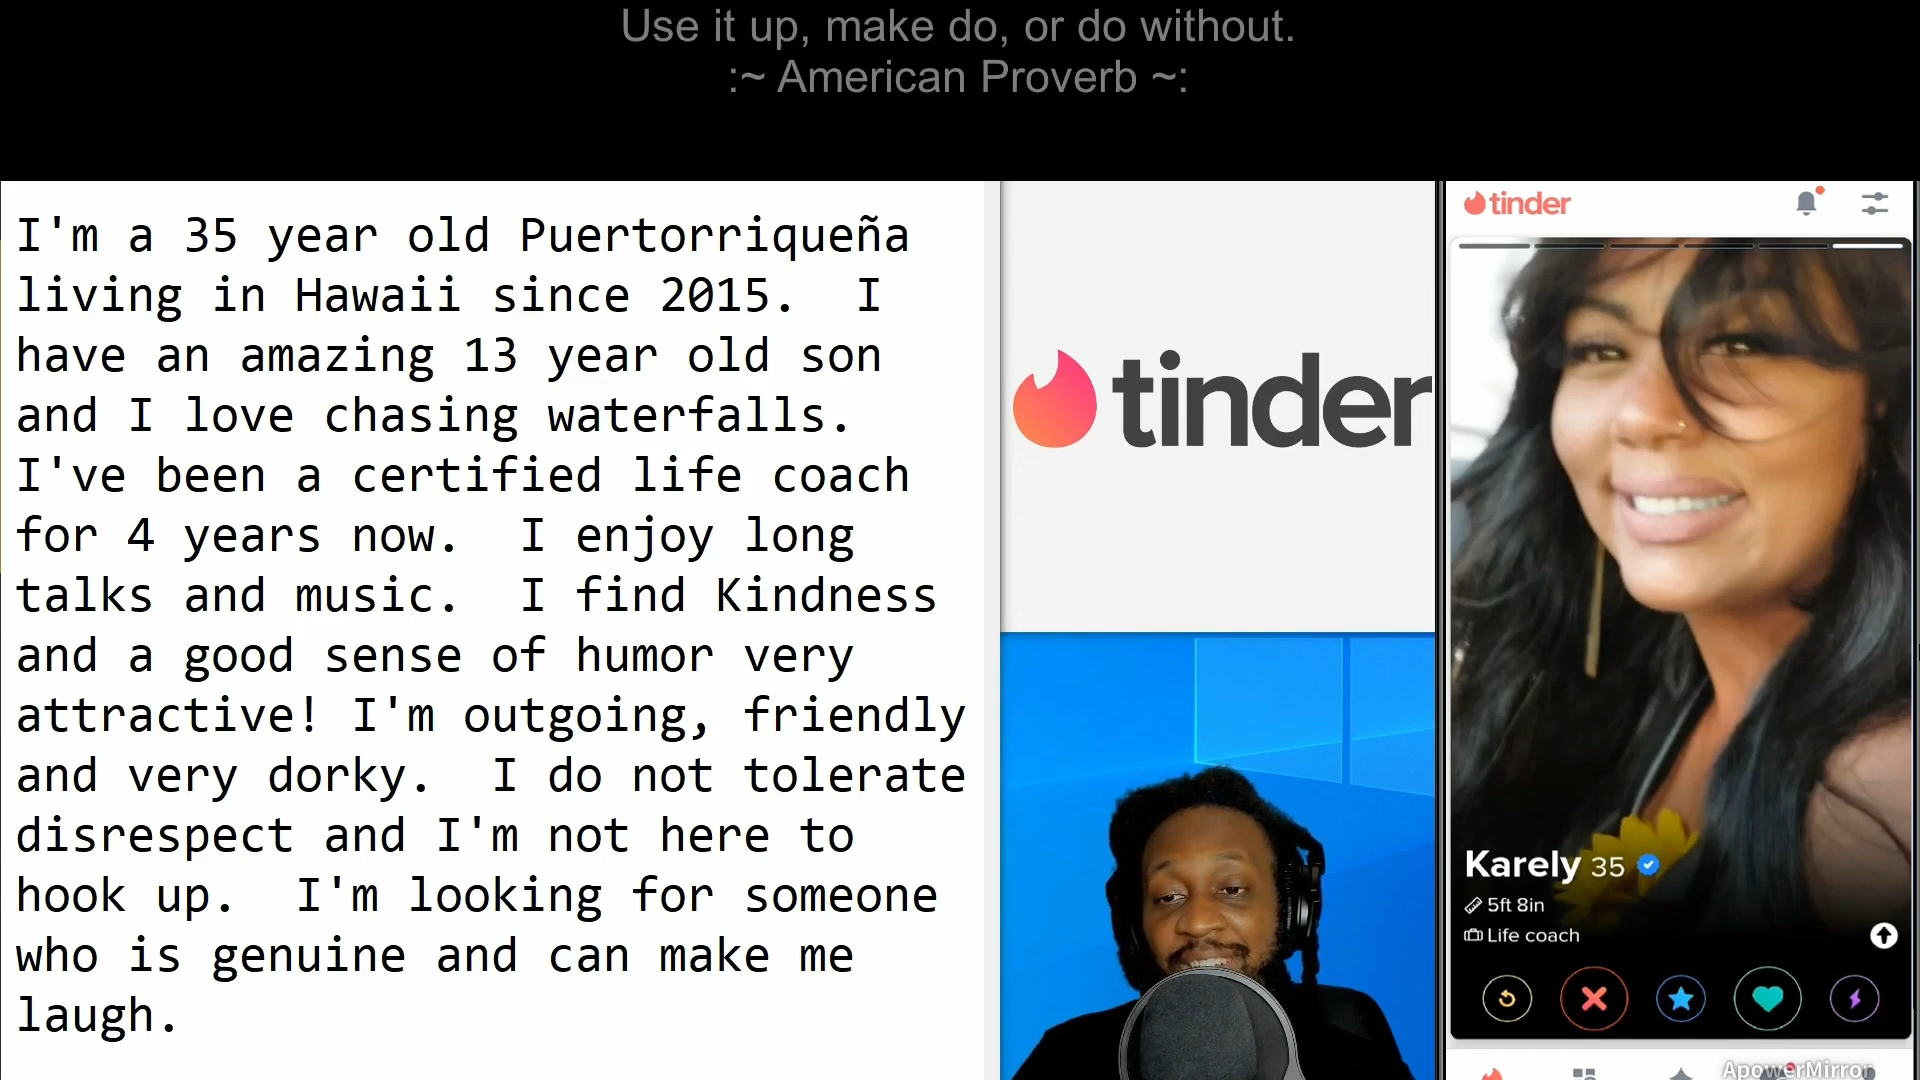 Use it up, make do, or do without.
:~ American Proverb ~:
I'm a 35 year old Puertorriqueña
living in Hawaii since 2015.  I
have an amazing 13 year old son
and I love chasing waterfalls.
I've been a certified life coach
for 4 years now.  I enjoy long
talks and music.  I find Kindness
and a good sense of humor very
attractive! I'm outgoing, friendly
and very dorky.  I do not tolerate
disrespect and I'm not here to
hook up.  I'm looking for someone
who is genuine and can make me
laugh.
tinder
tinder
Karely 35
5ft 8in
Life coach
ApowerMirror